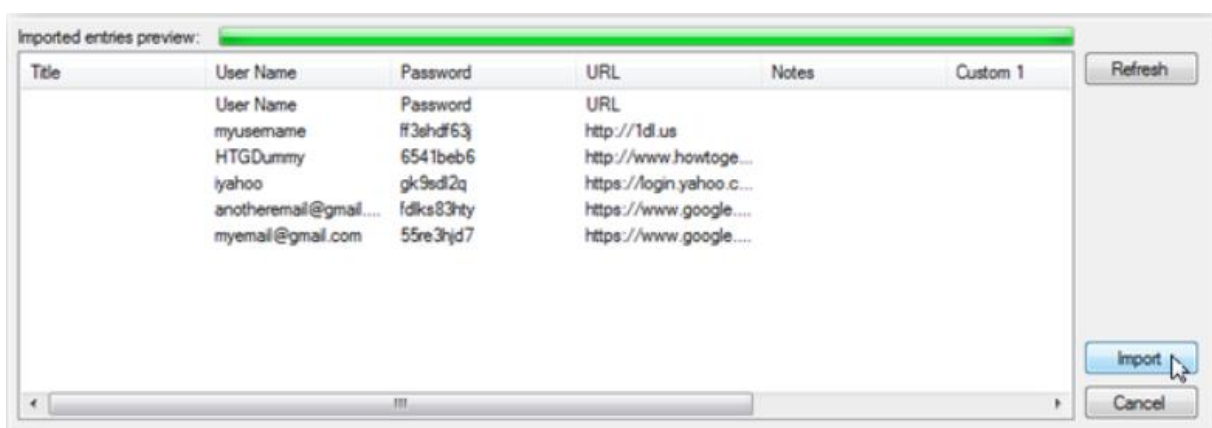 Imported entries preview:
Title User Name Password URL Notes Custom 1 Refresh
User Name Password URL
myusername ff3shdf63j http://1dl.us
HTGDummy 6541beb6 http://www.howtoge...
iyahoo gk9sdl2q https://login.yahoo.c...
anotheremail@gmail.... fdlks83hty https://www.google....
myemail@gmail.com 55re3hjd7 https://www.google....
Import
Cancel